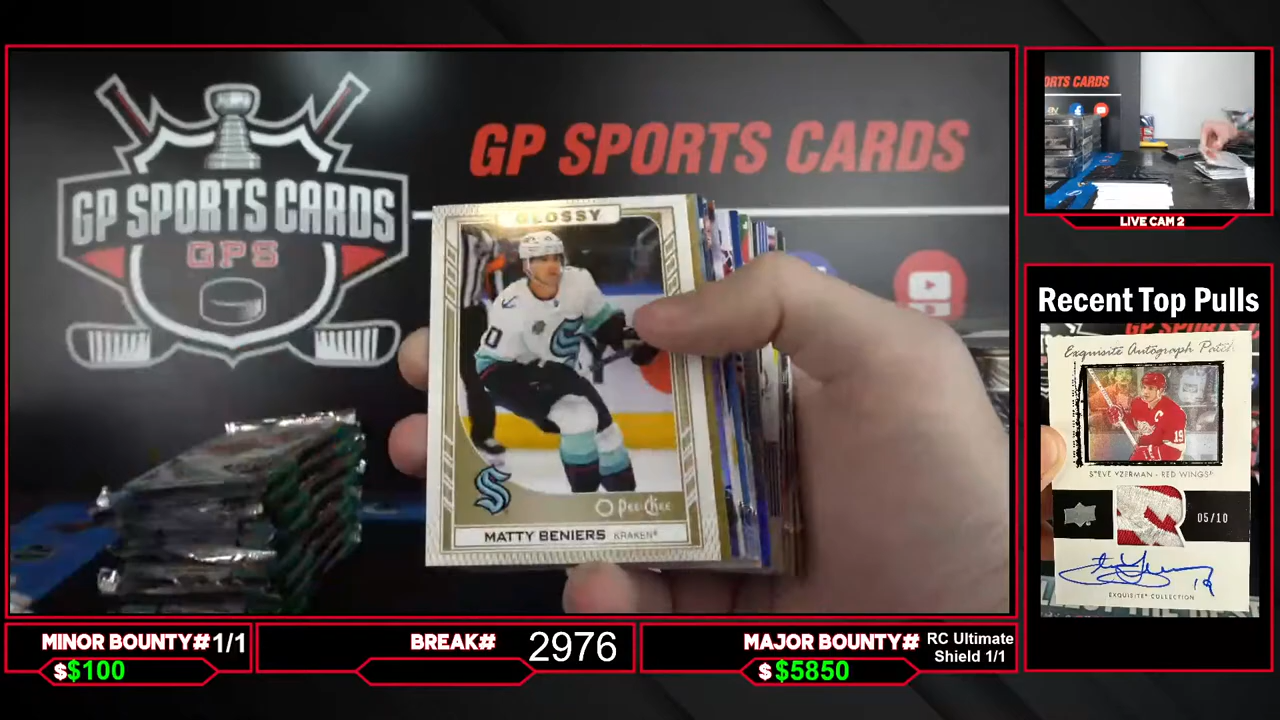 GP SPORTS CARDS
GPS
GP SPORTS CARDS
GLOSSY
O-Pee-Chee
MATTY BENIERS KRAKEN
ORTS CARDS
LIVE CAM 2
Recent Top Pulls
Exquisite Autograph Patch
STEVE YZERMAN - RED WINGS
05/10
EXQUISITE COLLECTION
MINOR BOUNTY# 1/1
$$100
BREAK# 2976
MAJOR BOUNTY# RC Ultimate
Shield 1/1
$$5850